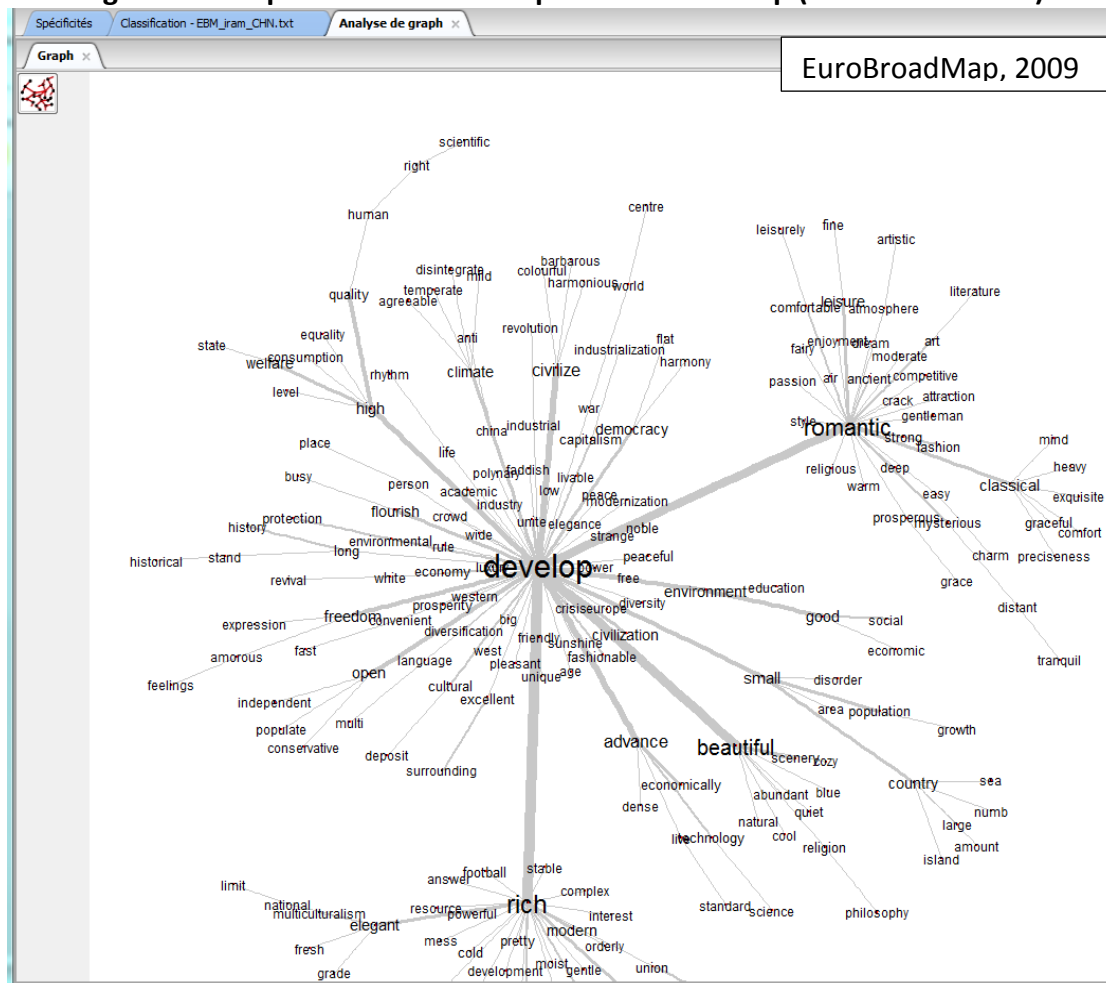 Spécificités
Classification - EBM_iram_CHN.txt
Analyse de graph
Graph
EuroBroadMap, 2009
scientific
right
human
centre
leisurely
fine
artistic
disintegrate
mild
temperate
agreeable
barbarous
colourful
harmonious
world
quality
comfortable
leisure
atmosphere
literature
state
equality
consumption
welfare
level
rhythm
anti
climate
revolution
civilize
industrialization
flat
harmony
enjoyment
dream
art
fairy
moderate
passion
air
ancient
competitive
crack
attraction
gentleman
high
war
china
industrial
capitalism
democracy
style
romantic
strong
fashion
mind
place
life
busy
person
polynary
faddish
academic
industry
livable
low
peace
modernization
religious
deep
warm
easy
classical
heavy
exquisite
graceful
comfort
preciseness
flourish
crowd
wide
unite
elegance
strange
noble
prosperous
mysterious
charm
protection
history
environmental
rule
long
historical
stand
peaceful
develop
power
free
revival
white
economy
luxury
western
environment
education
grace
distant
expression
freedom
prosperity
convenient
diversification
big
crisis
europe
diversity
civilization
good
social
economic
amorous
fast
language
west
friendly
sunshine
pleasant
fashionable
unique
age
tranquil
feelings
open
cultural
excellent
small
disorder
area
population
growth
independent
populate
conservative
multi
deposit
surrounding
advance
beautiful
scenery
cozy
economically
dense
abundant
blue
quiet
natural
cool
country
sea
numb
large
amount
island
technology
religion
standard
science
philosophy
football
stable
answer
limit
national
multiculturalism
resource
powerful
rich
complex
interest
elegant
modern
orderly
fresh
grade
mess
cold
pretty
development
moist
gentle
union